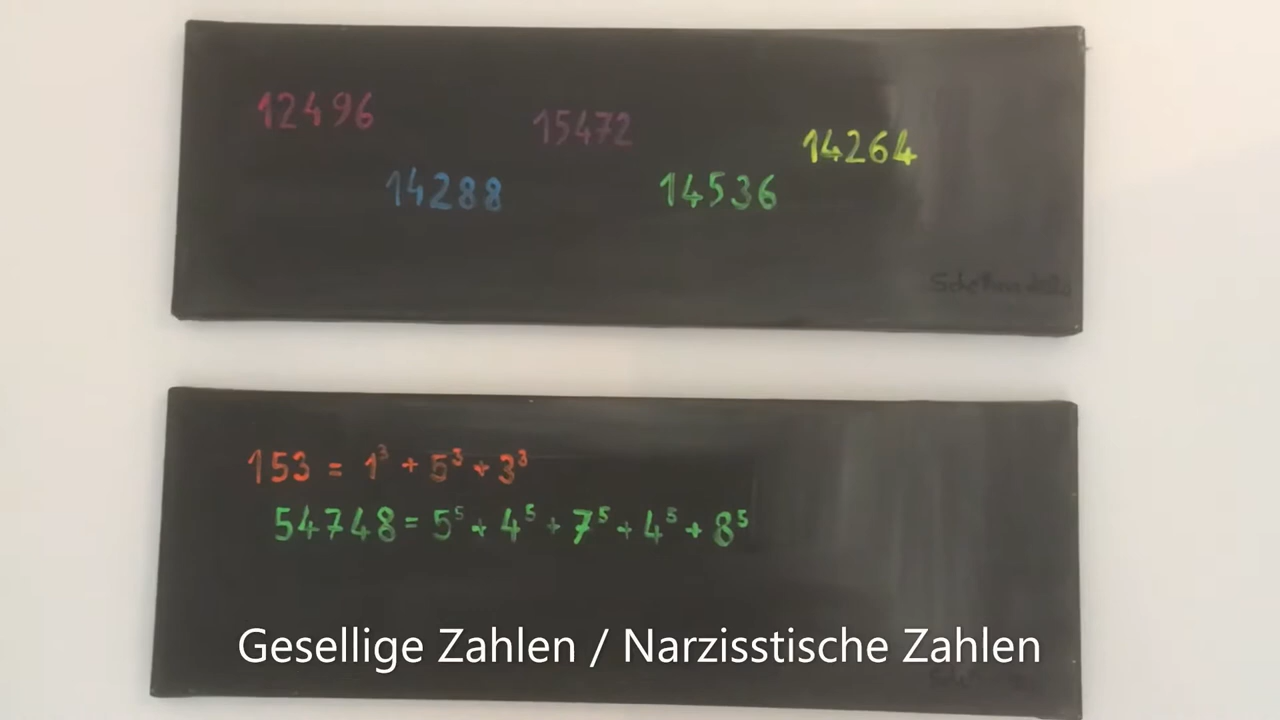 12496
15472
14264
14288
14536
153 = 1³ + 5³ + 3³
54748 = 5⁵ + 4⁵ + 7⁵ + 4⁵ + 8⁵
Gesellige Zahlen / Narzisstische Zahlen